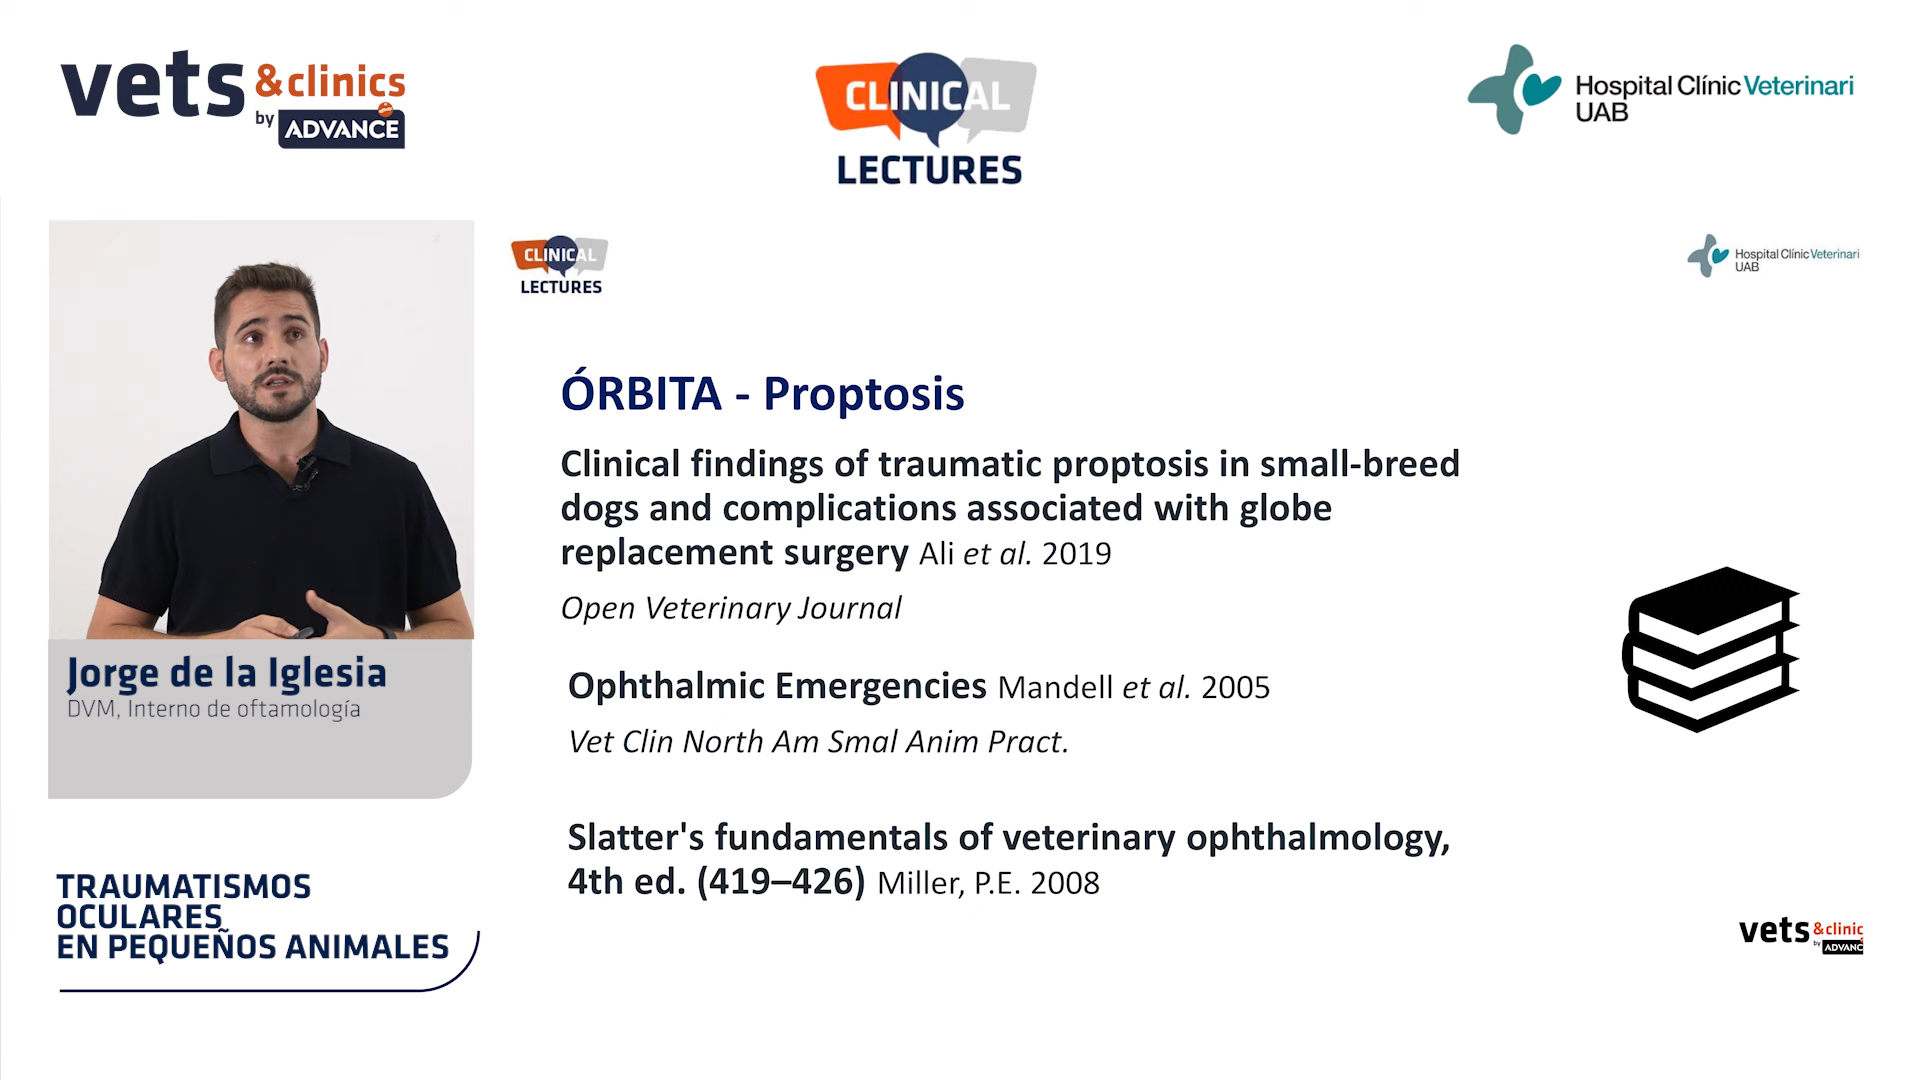 vets &clinics
by ADVANCE
CLINICAL
LECTURES
Hospital Clínic Veterinari
UAB
CLINICAL
LECTURES
Hospital Clínic Veterinari
UAB
ÓRBITA - Proptosis
Clinical findings of traumatic proptosis in small-breed
dogs and complications associated with globe
replacement surgery Ali et al. 2019
Open Veterinary Journal
Ophthalmic Emergencies Mandell et al. 2005
Vet Clin North Am Smal Anim Pract.
Slatter's fundamentals of veterinary ophthalmology,
4th ed. (419–426) Miller, P.E. 2008
Jorge de la Iglesia
DVM, Interno de oftamología
TRAUMATISMOS
OCULARES
EN PEQUEÑOS ANIMALES
vets &clinic
by ADVANC